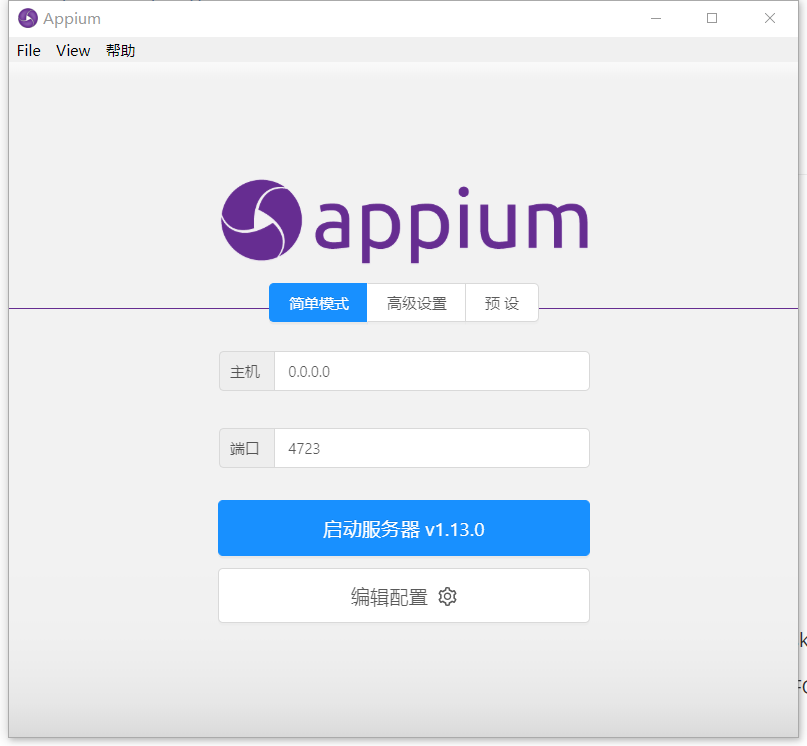 Appium
File View 帮助
appium
简单模式 高级设置 预 设
主机 0.0.0.0
端口 4723
启动服务器 v1.13.0
编辑配置